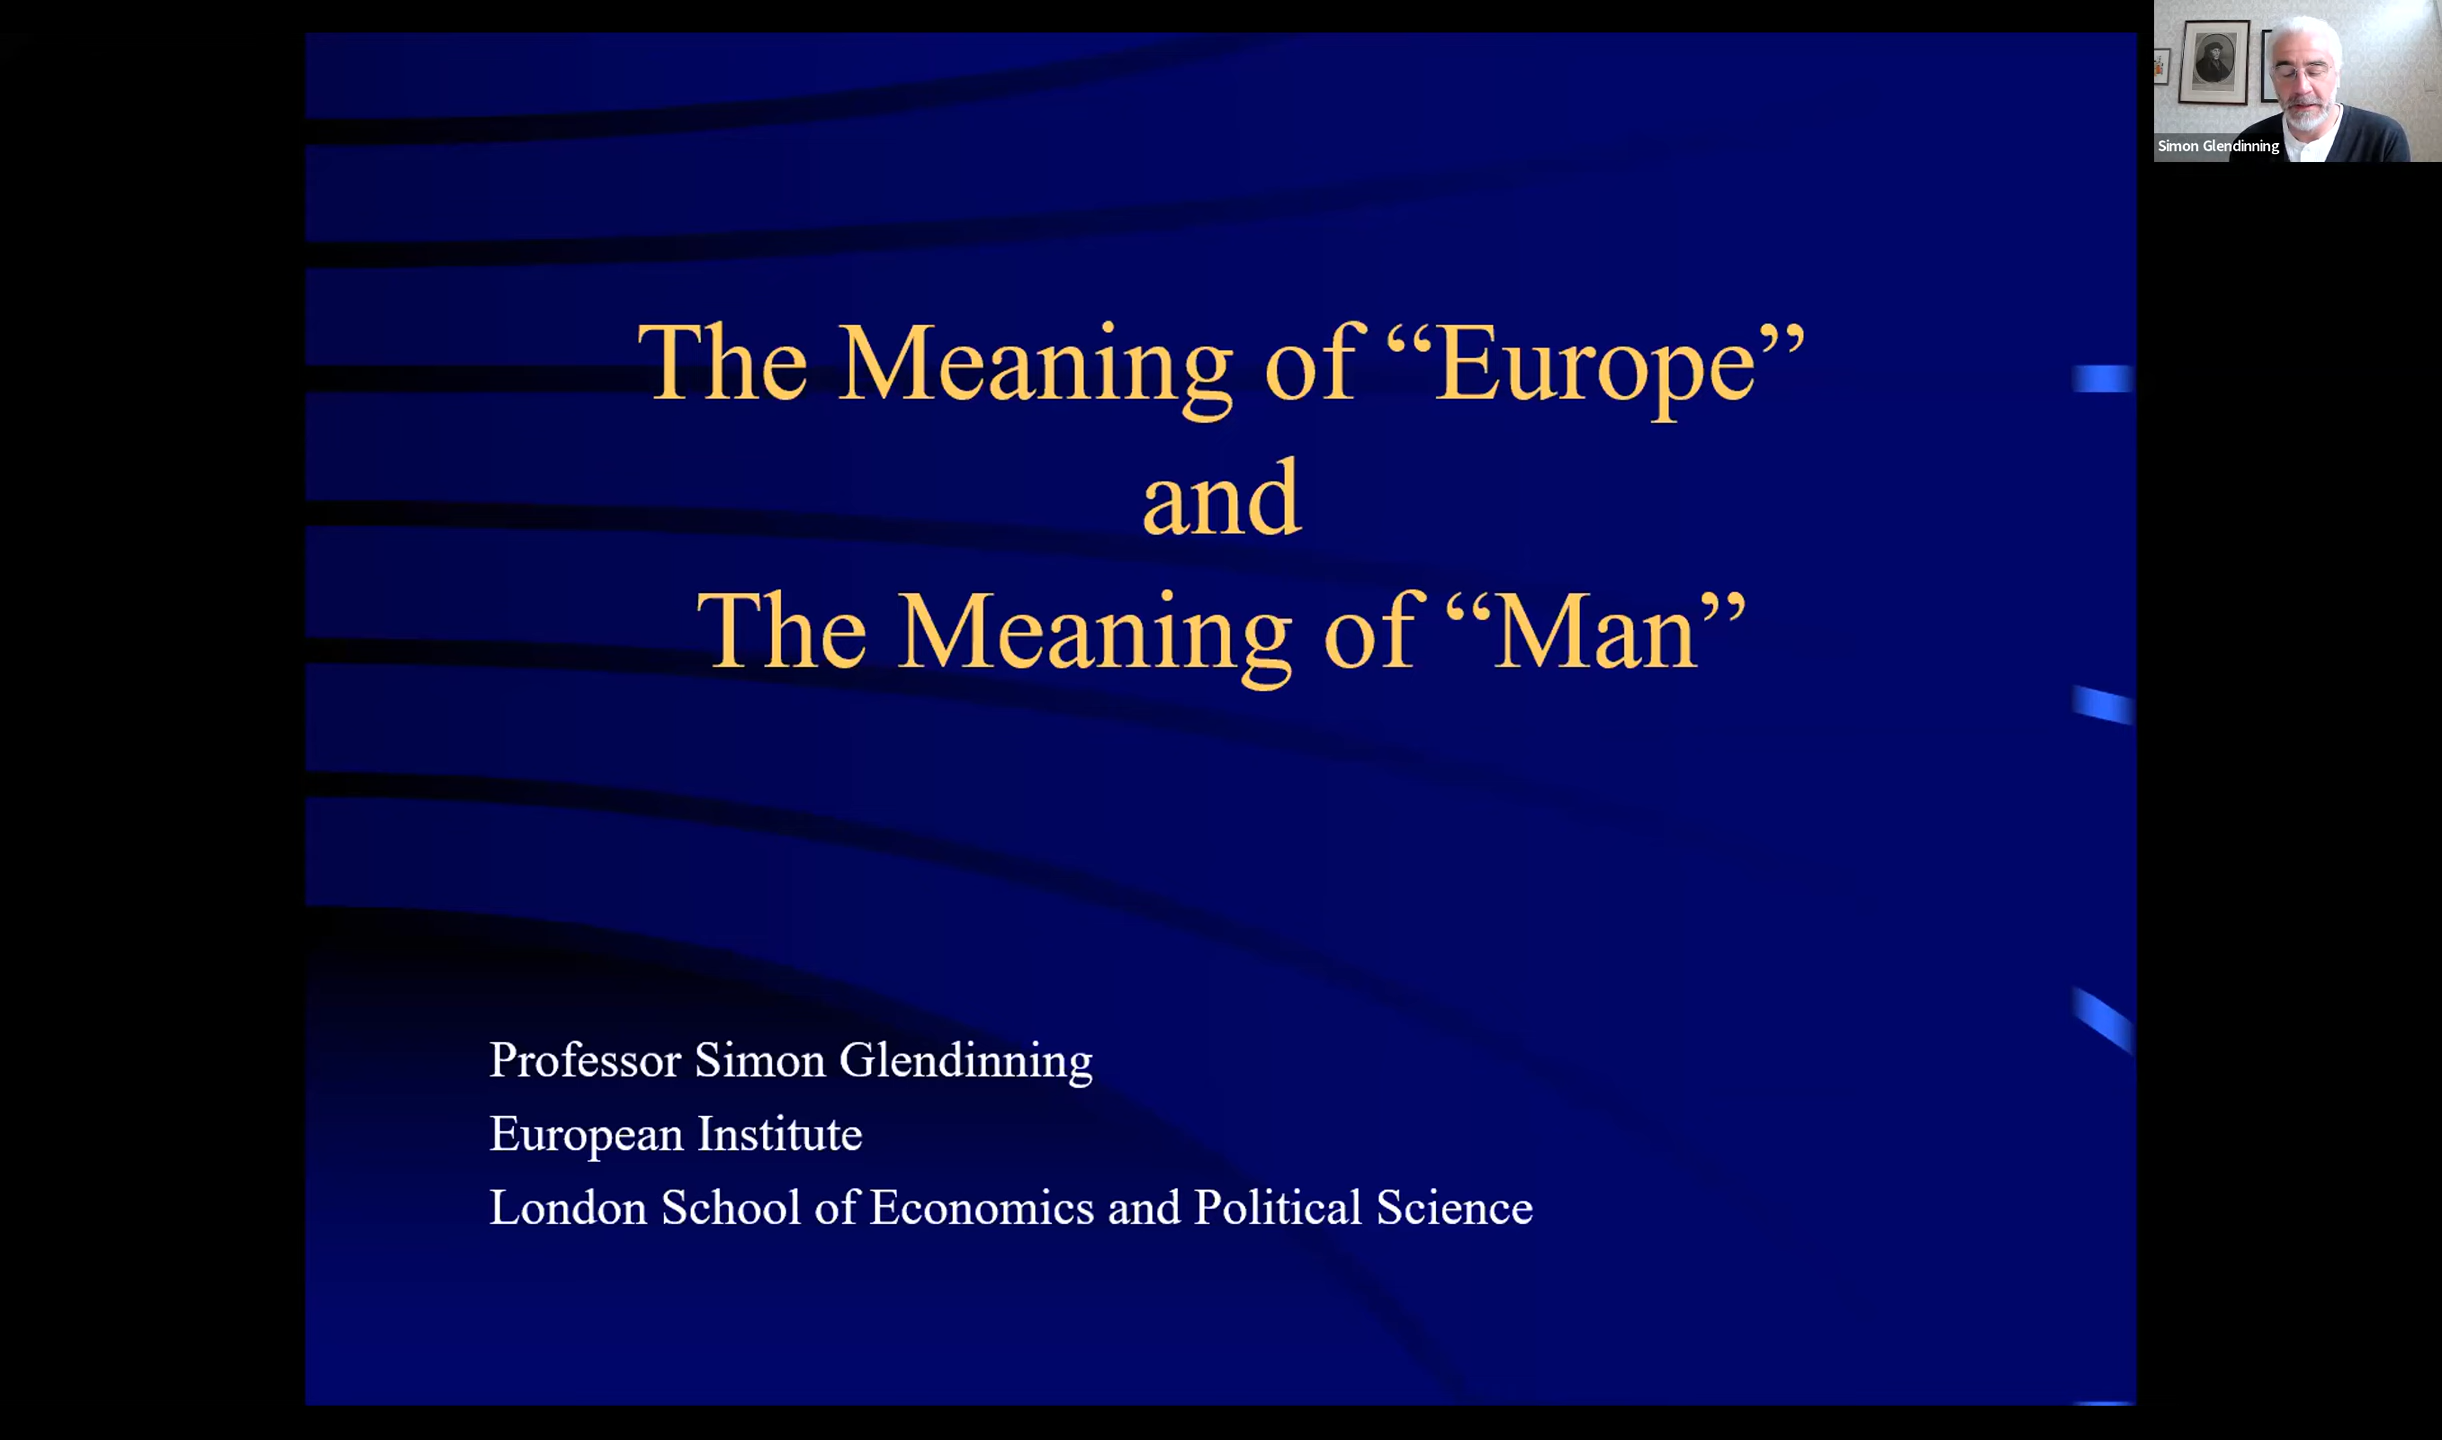 The Meaning of “Europe”
and
The Meaning of “Man”
Professor Simon Glendinning
European Institute
London School of Economics and Political Science
Simon Glendinning